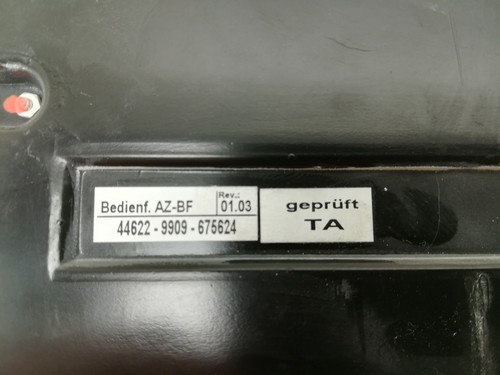 Bedienf. AZ-BF
Rev.:
01.03
44622 - 9909 - 675624
geprüft
TA